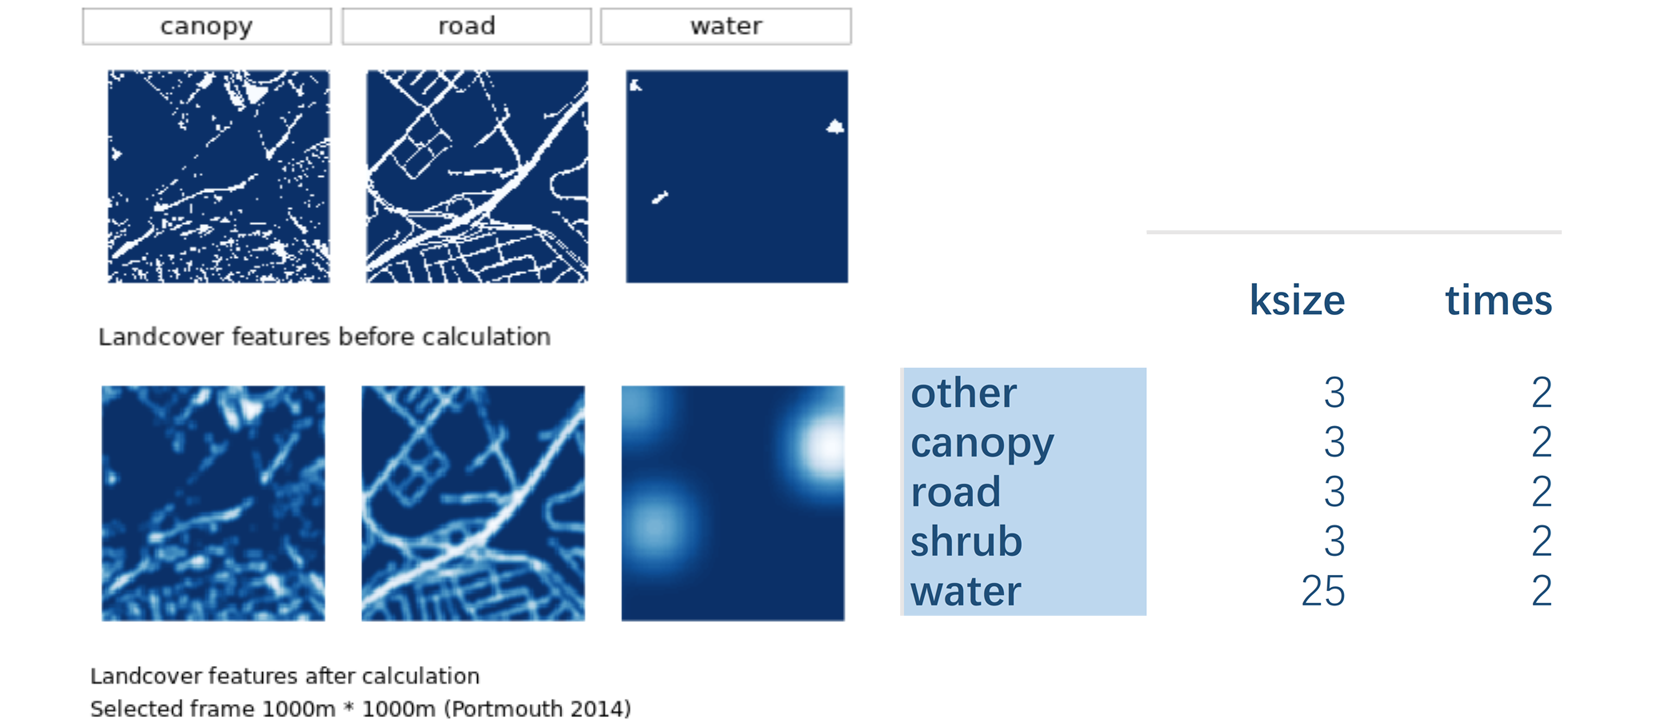 canopy road water
Landcover features before calculation
ksize times
other 3 2
canopy 3 2
road 3 2
shrub 3 2
water 25 2
Landcover features after calculation
Selected frame 1000m * 1000m (Portmouth 2014)